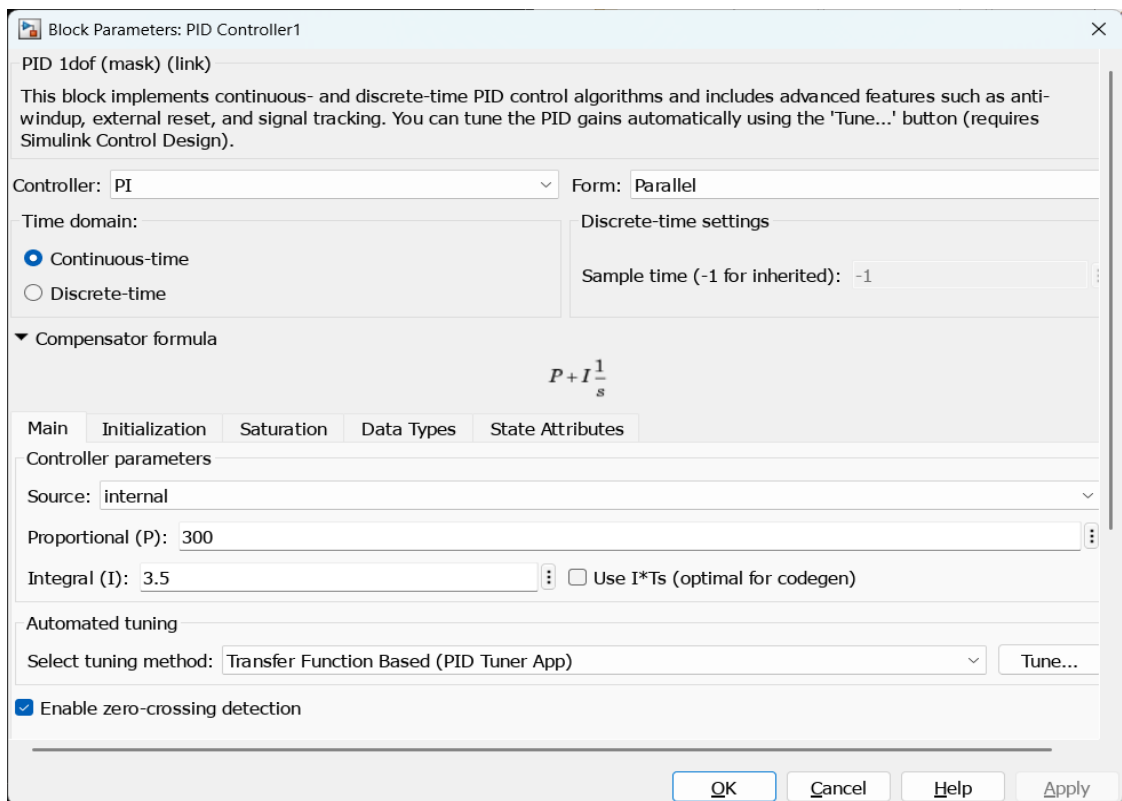 Block Parameters: PID Controller1
PID 1dof (mask) (link)
This block implements continuous- and discrete-time PID control algorithms and includes advanced features such as anti-
windup, external reset, and signal tracking. You can tune the PID gains automatically using the 'Tune...' button (requires
Simulink Control Design).
Controller: PI Form: Parallel
Time domain: Discrete-time settings
Continuous-time
Sample time (-1 for inherited): -1
Discrete-time
Compensator formula
P + I 1/s
Main Initialization Saturation Data Types State Attributes
Controller parameters
Source: internal
Proportional (P): 300
Integral (I): 3.5 Use I*Ts (optimal for codegen)
Automated tuning
Select tuning method: Transfer Function Based (PID Tuner App) Tune...
Enable zero-crossing detection
OK Cancel Help Apply